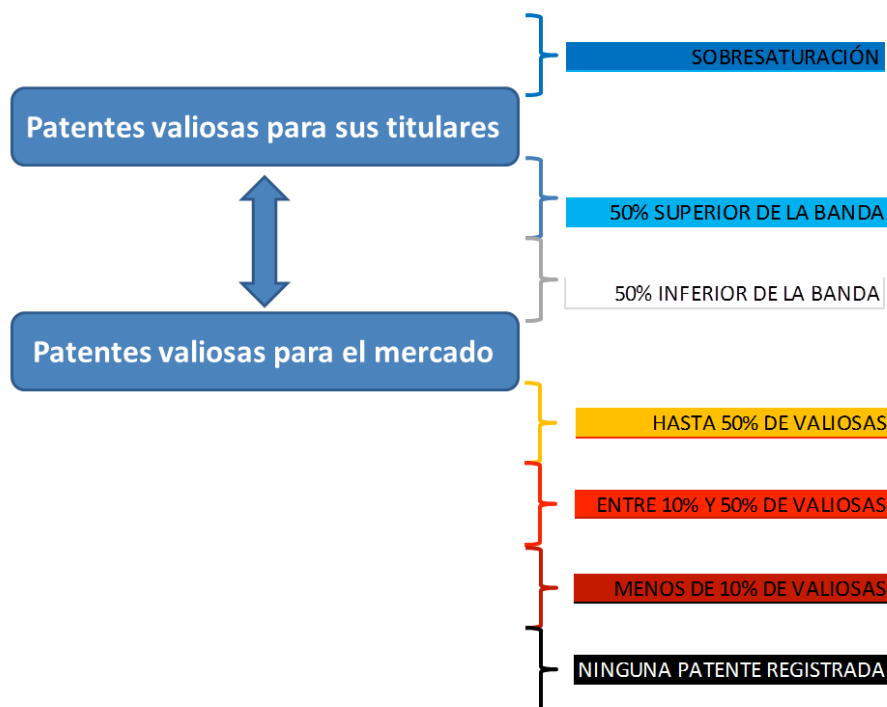 SOBRESATURACIÓN
Patentes valiosas para sus titulares
50% SUPERIOR DE LA BANDA
50% INFERIOR DE LA BANDA
Patentes valiosas para el mercado
HASTA 50% DE VALIOSAS
ENTRE 10% Y 50% DE VALIOSAS
MENOS DE 10% DE VALIOSAS
NINGUNA PATENTE REGISTRADA